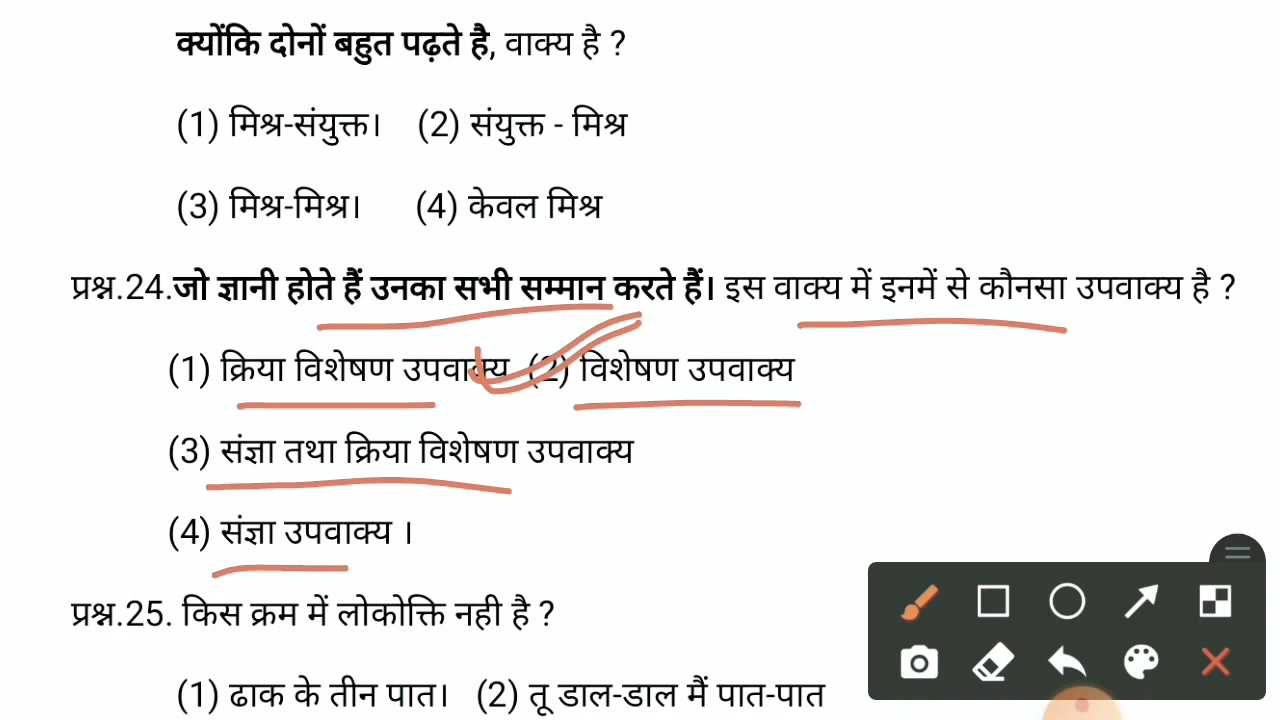 क्योंकि दोनों बहुत पढ़ते है, वाक्य है ?
(1) मिश्र-संयुक्त। (2) संयुक्त - मिश्र
(3) मिश्र-मिश्र। (4) केवल मिश्र
प्रश्न.24.जो ज्ञानी होते हैं उनका सभी सम्मान करते हैं। इस वाक्य में इनमें से कौनसा उपवाक्य है ?
(1) क्रिया विशेषण उपवाक्य (2) विशेषण उपवाक्य
(3) संज्ञा तथा क्रिया विशेषण उपवाक्य
(4) संज्ञा उपवाक्य ।
प्रश्न.25. किस क्रम में लोकोक्ति नही है ?
(1) ढाक के तीन पात। (2) तू डाल-डाल मैं पात-पात